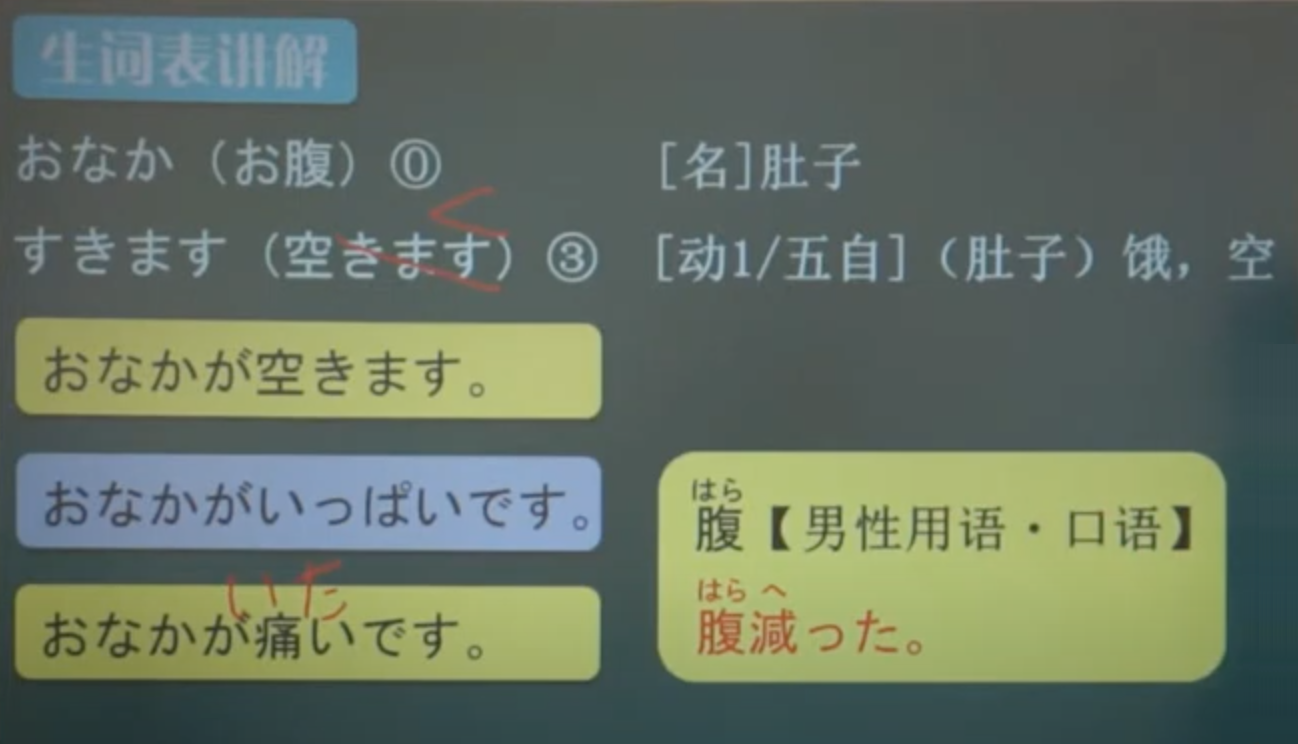 生词表讲解
おなか（お腹）⓪ [名]肚子
く
すきます（空きます）③ [动1/五自]（肚子）饿，空
おなかが空きます。
おなかがいっぱいです。
いた
おなかが痛いです。
はら
腹【男性用语・口语】
はら へ
腹減った。